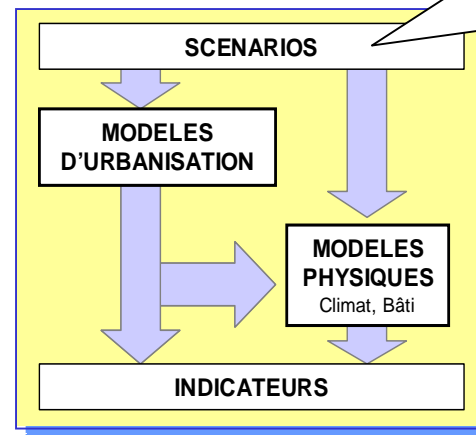 SCENARIOS
MODELES
D'URBANISATION
MODELES
PHYSIQUES
Climat, Bâti
INDICATEURS